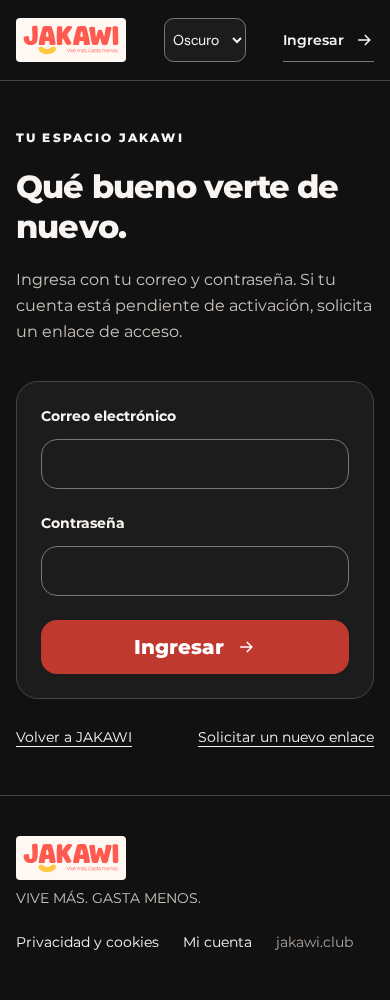 JAKAWI
Vive más. Gasta menos.
Oscuro
Ingresar →
TU ESPACIO JAKAWI
Qué bueno verte de
nuevo.
Ingresa con tu correo y contraseña. Si tu
cuenta está pendiente de activación, solicita
un enlace de acceso.
Correo electrónico
Contraseña
Ingresar →
Volver a JAKAWI
Solicitar un nuevo enlace
JAKAWI
Vive más. Gasta menos.
VIVE MÁS. GASTA MENOS.
Privacidad y cookies
Mi cuenta
jakawi.club